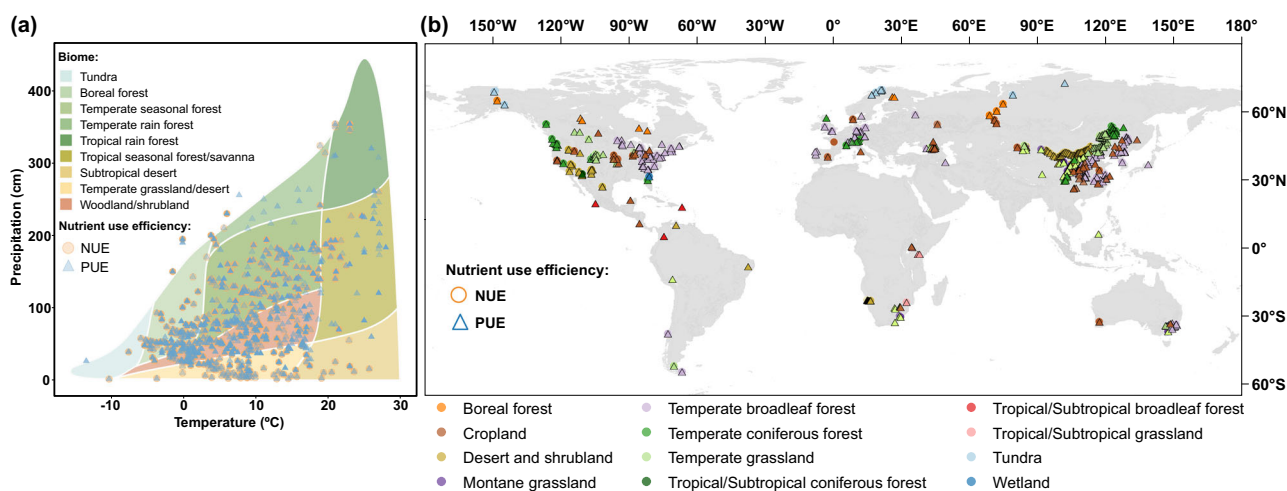 (a)
Precipitation (cm)
400
300
200
100
0
-10
0
10
20
30
Temperature (ºC)
Biome:
Tundra
Boreal forest
Temperate seasonal forest
Temperate rain forest
Tropical rain forest
Tropical seasonal forest/savanna
Subtropical desert
Temperate grassland/desert
Woodland/shrubland
Nutrient use efficiency:
NUE
PUE
(b)
150°W 120°W 90°W 60°W 30°W 0° 30°E 60°E 90°E 120°E 150°E 180°
60°N
30°N
0°
30°S
60°S
Nutrient use efficiency:
NUE
PUE
Boreal forest
Cropland
Desert and shrubland
Montane grassland
Temperate broadleaf forest
Temperate coniferous forest
Temperate grassland
Tropical/Subtropical coniferous forest
Tropical/Subtropical broadleaf forest
Tropical/Subtropical grassland
Tundra
Wetland